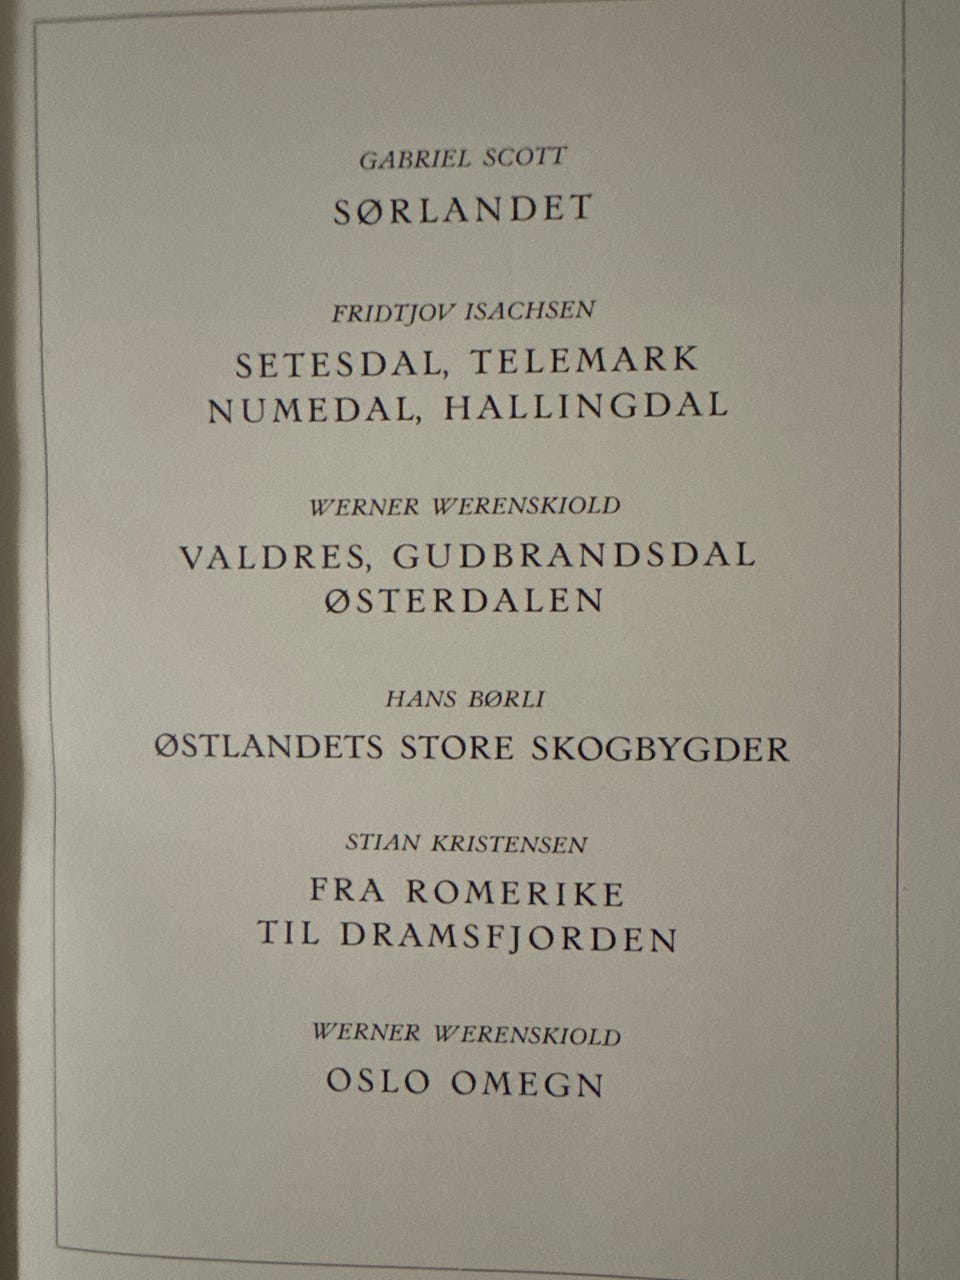 GABRIEL SCOTT
SØRLANDET
FRIDTJOV ISACHSEN
SETESDAL, TELEMARK
NUMEDAL, HALLINGDAL
WERNER WERENSKIOLD
VALDRES, GUDBRANDSDAL
ØSTERDALEN
HANS BØRLI
ØSTLANDETS STORE SKOGBYGDER
STIAN KRISTENSEN
FRA ROMERIKE
TIL DRAMSFJORDEN
WERNER WERENSKIOLD
OSLO OMEGN